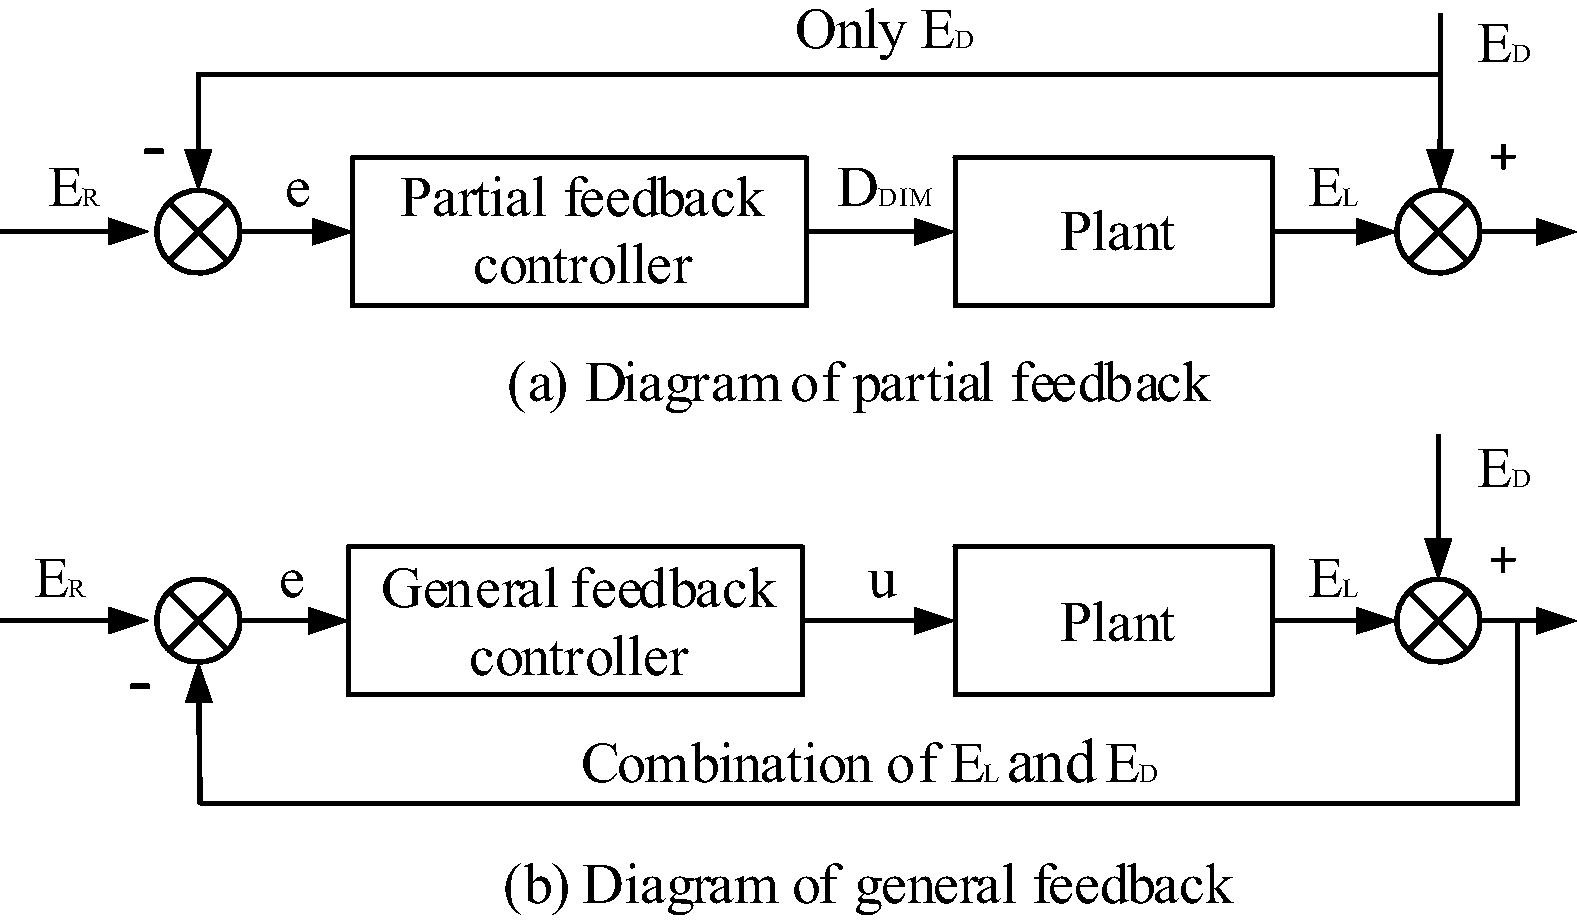 Only ED
ED
-
+
ER
e
Partial feedback
controller
DDIM
Plant
EL
(a) Diagram of partial feedback
ED
+
ER
e
General feedback
controller
u
Plant
EL
-
Combination of EL and ED
(b) Diagram of general feedback